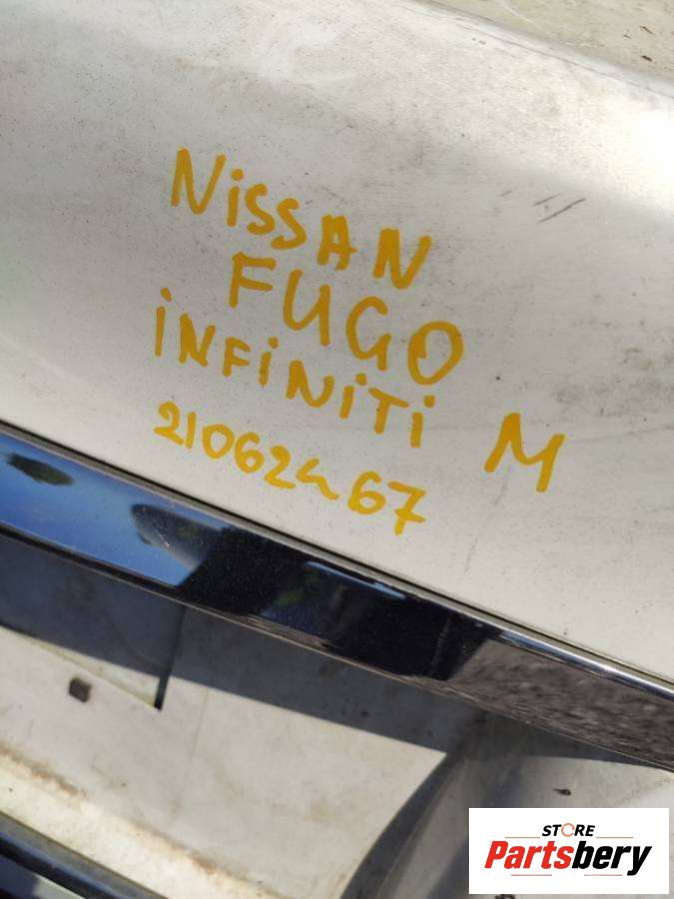 NiSSAN
FUGO
iNFiNiTi M
21062467
STORE
Partsbery